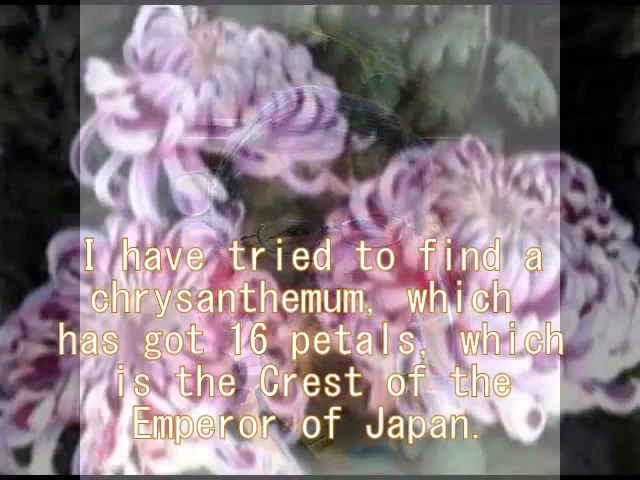 I have tried to find a
chrysanthemum, which
has got 16 petals, which
is the Crest of the
Emperor of Japan.